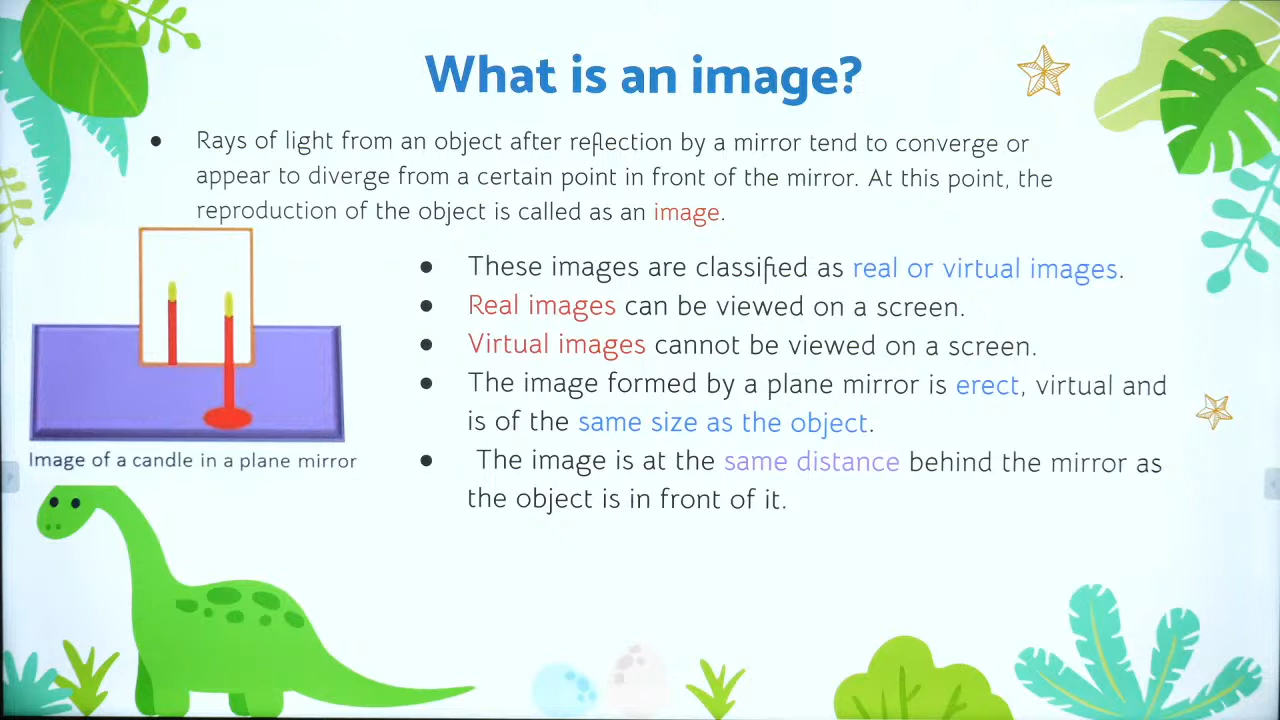 What is an image?
● Rays of light from an object after reflection by a mirror tend to converge or
appear to diverge from a certain point in front of the mirror. At this point, the
reproduction of the object is called as an image.
● These images are classified as real or virtual images.
● Real images can be viewed on a screen.
● Virtual images cannot be viewed on a screen.
● The image formed by a plane mirror is erect, virtual and
is of the same size as the object.
● The image is at the same distance behind the mirror as
the object is in front of it.
Image of a candle in a plane mirror